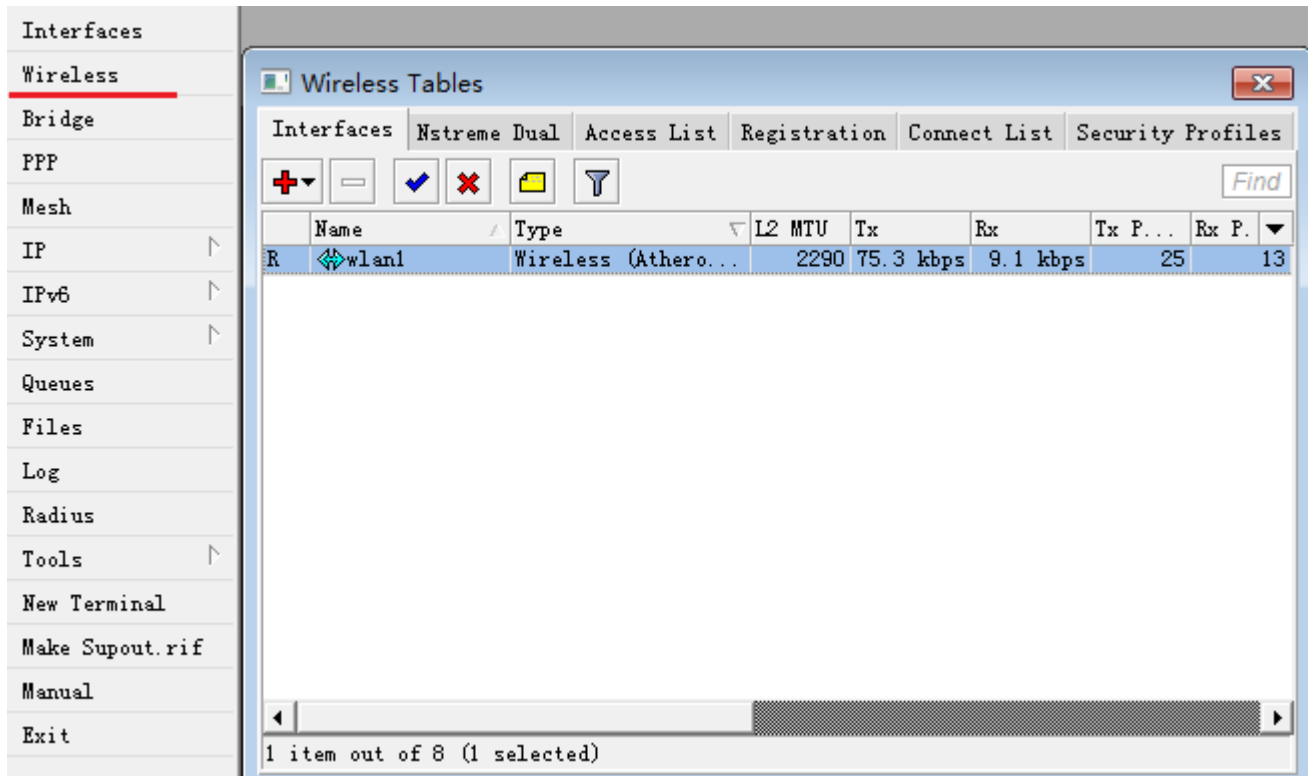 Interfaces
Wireless
Bridge
PPP
Mesh
IP
IPv6
System
Queues
Files
Log
Radius
Tools
New Terminal
Make Supout.rif
Manual
Exit
Wireless Tables
Interfaces Nstreme Dual Access List Registration Connect List Security Profiles
Find
Name Type L2 MTU Tx Rx Tx P... Rx P.
R wlan1 Wireless (Athero... 2290 75.3 kbps 9.1 kbps 25 13
1 item out of 8 (1 selected)